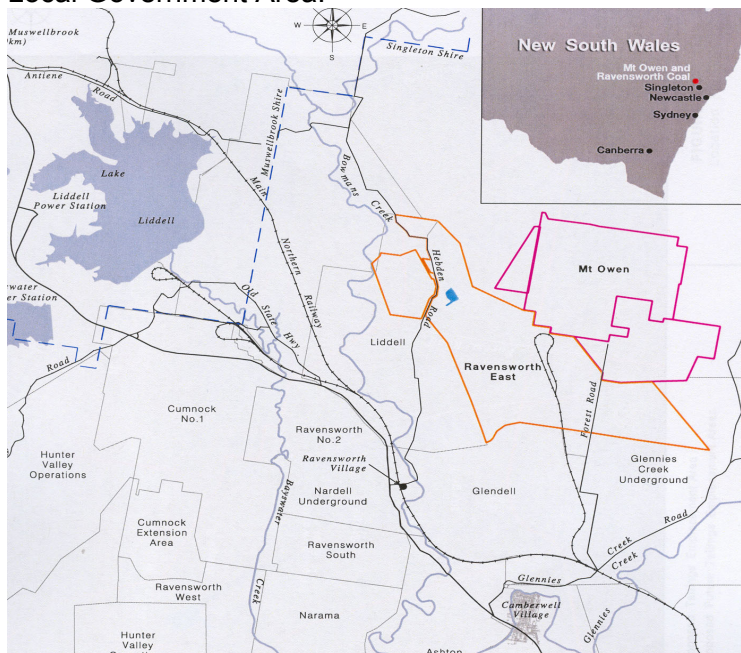 Local Government Area.
Muswellbrook
km)
Antiene
Road
W
E
S
Singleton Shire
New South Wales
Mt Owen and
Ravensworth Coal
Singleton
Newcastle
Sydney
Canberra
Muswellbrook Shire
Bowmans
Creek
Lake
Liddell
Liddell
Power Station
Main
Northern
Railway
Hebden
Road
Mt Owen
water
er Station
Old
State
Hwy
Road
Liddell
Ravensworth
East
Forest Road
Cumnock
No.1
Ravensworth
No.2
Hunter
Valley
Operations
Ravensworth
Village
Glennies
Creek
Underground
Bayswater
Creek
Nardell
Underground
Glendell
Cumnock
Extension
Area
Ravensworth
South
Creek
Road
Creek
Glennies
Glennies
Ravensworth
West
Camberwell
Village
Narama
Hunter
Ashton